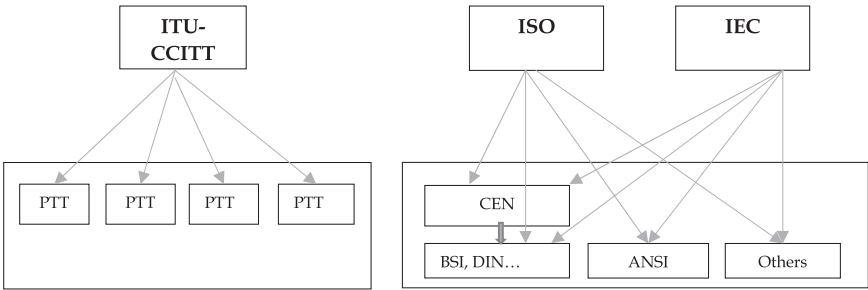 ITU-
CCITT
ISO
IEC
PTT
PTT
PTT
PTT
CEN
BSI, DIN...
ANSI
Others